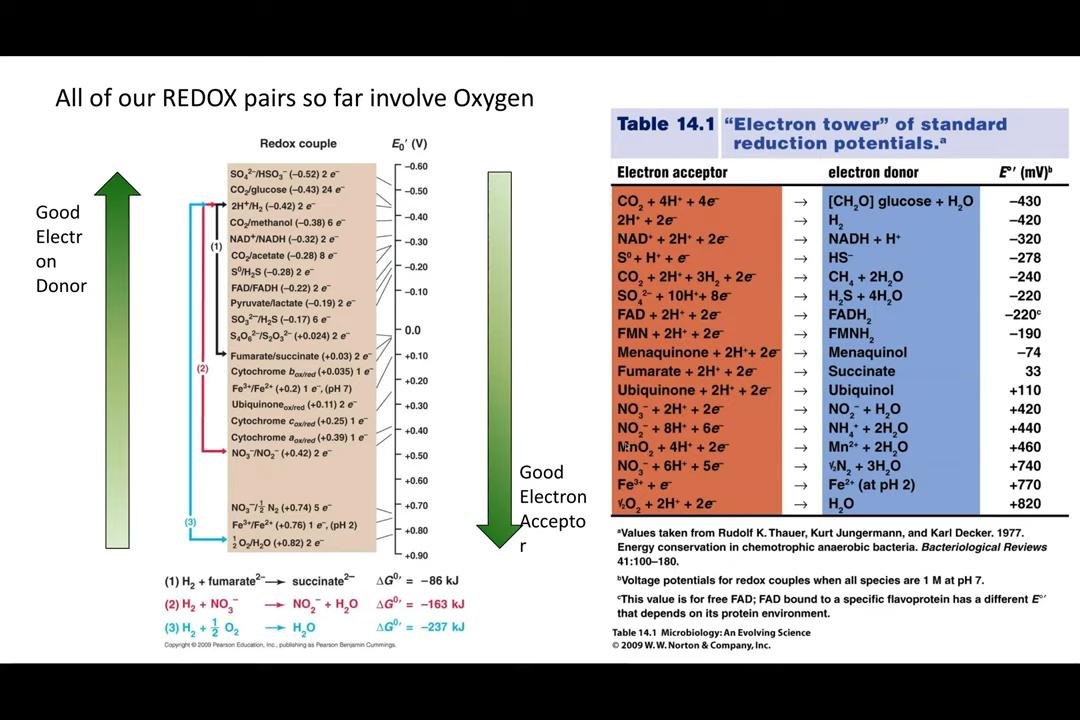 All of our REDOX pairs so far involve Oxygen
Good
Electr
on
Donor
Redox couple E₀′ (V)
SO₄²⁻/HSO₃⁻ (−0.52) 2 e⁻
CO₂/glucose (−0.43) 24 e⁻
2H⁺/H₂ (−0.42) 2 e⁻
CO₂/methanol (−0.38) 6 e⁻
NAD⁺/NADH (−0.32) 2 e⁻
CO₂/acetate (−0.28) 8 e⁻
S⁰/H₂S (−0.28) 2 e⁻
FAD/FADH (−0.22) 2 e⁻
Pyruvate/lactate (−0.19) 2 e⁻
SO₃²⁻/H₂S (−0.17) 6 e⁻
S₄O₆²⁻/S₂O₃²⁻ (+0.024) 2 e⁻
Fumarate/succinate (+0.03) 2 e⁻
Cytochrome b ox/red (+0.035) 1 e⁻
Fe³⁺/Fe²⁺ (+0.2) 1 e⁻, (pH 7)
Ubiquinone ox/red (+0.11) 2 e⁻
Cytochrome c ox/red (+0.25) 1 e⁻
Cytochrome a ox/red (+0.39) 1 e⁻
NO₃⁻/NO₂⁻ (+0.42) 2 e⁻
NO₃⁻/½ N₂ (+0.74) 5 e⁻
Fe³⁺/Fe²⁺ (+0.76) 1 e⁻, (pH 2)
½ O₂/H₂O (+0.82) 2 e⁻
(1)
(2)
(3)
−0.60
−0.50
−0.40
−0.30
−0.20
−0.10
0.0
+0.10
+0.20
+0.30
+0.40
+0.50
+0.60
+0.70
+0.80
+0.90
Good
Electron
Accepto
r
(1) H₂ + fumarate²⁻ → succinate²⁻ ΔG⁰′ = −86 kJ
(2) H₂ + NO₃⁻ → NO₂⁻ + H₂O ΔG⁰′ = −163 kJ
(3) H₂ + ½ O₂ → H₂O ΔG⁰′ = −237 kJ
Copyright © 2009 Pearson Education, Inc., publishing as Pearson Benjamin Cummings.
Table 14.1 “Electron tower” of standard
reduction potentials.ᵃ
Electron acceptor electron donor E°′ (mV)ᵇ
CO₂ + 4H⁺ + 4e⁻ → [CH₂O] glucose + H₂O −430
2H⁺ + 2e⁻ → H₂ −420
NAD⁺ + 2H⁺ + 2e⁻ → NADH + H⁺ −320
S⁰ + H⁺ + e⁻ → HS⁻ −278
CO₂ + 2H⁺ + 3H₂ + 2e⁻ → CH₄ + 2H₂O −240
SO₄²⁻ + 10H⁺ + 8e⁻ → H₂S + 4H₂O −220
FAD + 2H⁺ + 2e⁻ → FADH₂ −220ᶜ
FMN + 2H⁺ + 2e⁻ → FMNH₂ −190
Menaquinone + 2H⁺+ 2e⁻ → Menaquinol −74
Fumarate + 2H⁺ + 2e⁻ → Succinate 33
Ubiquinone + 2H⁺ + 2e⁻ → Ubiquinol +110
NO₃⁻ + 2H⁺ + 2e⁻ → NO₂⁻ + H₂O +420
NO₂⁻ + 8H⁺ + 6e⁻ → NH₄⁺ + 2H₂O +440
MnO₂ + 4H⁺ + 2e⁻ → Mn²⁺ + 2H₂O +460
NO₃⁻ + 6H⁺ + 5e⁻ → ½N₂ + 3H₂O +740
Fe³⁺ + e⁻ → Fe²⁺ (at pH 2) +770
½O₂ + 2H⁺ + 2e⁻ → H₂O +820
ᵃValues taken from Rudolf K. Thauer, Kurt Jungermann, and Karl Decker. 1977.
Energy conservation in chemotrophic anaerobic bacteria. Bacteriological Reviews
41:100-180.
ᵇVoltage potentials for redox couples when all species are 1 M at pH 7.
ᶜThis value is for free FAD; FAD bound to a specific flavoprotein has a different E°′
that depends on its protein environment.
Table 14.1 Microbiology: An Evolving Science
© 2009 W. W. Norton & Company, Inc.